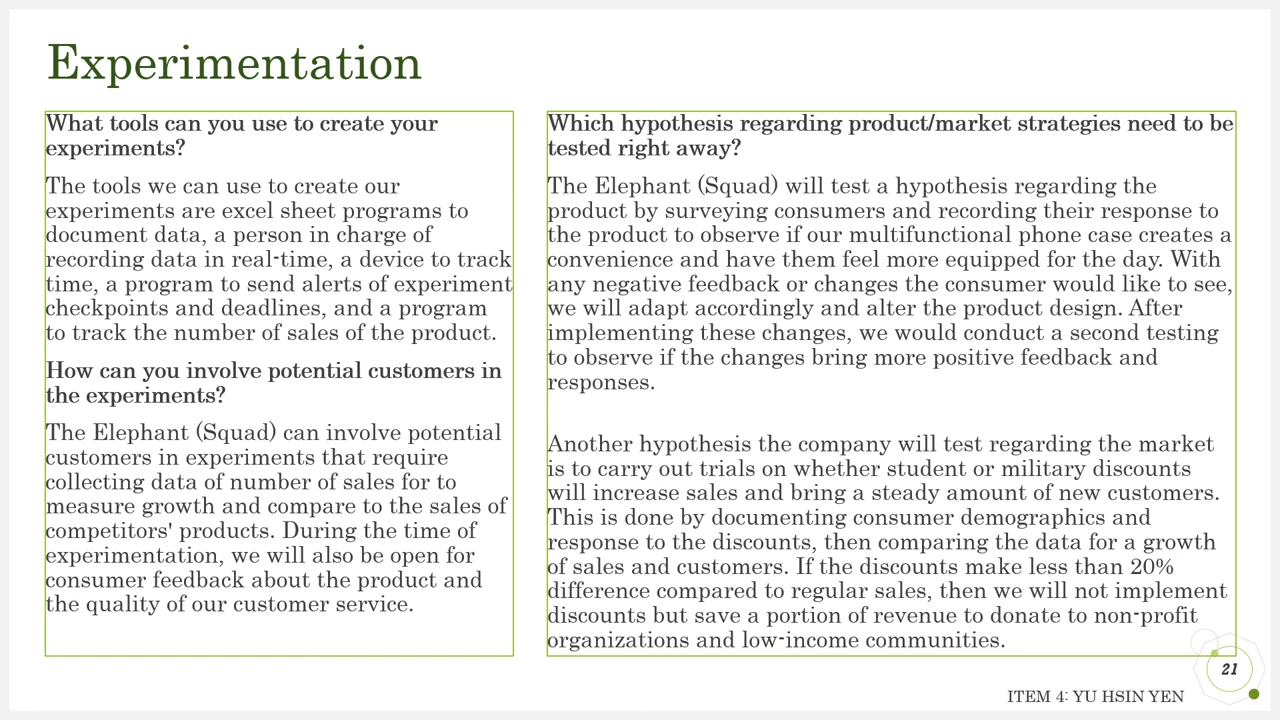 Experimentation
What tools can you use to create your
experiments?
The tools we can use to create our
experiments are excel sheet programs to
document data, a person in charge of
recording data in real-time, a device to track
time, a program to send alerts of experiment
checkpoints and deadlines, and a program
to track the number of sales of the product.
How can you involve potential customers in
the experiments?
The Elephant (Squad) can involve potential
customers in experiments that require
collecting data of number of sales for to
measure growth and compare to the sales of
competitors' products. During the time of
experimentation, we will also be open for
consumer feedback about the product and
the quality of our customer service.
Which hypothesis regarding product/market strategies need to be
tested right away?
The Elephant (Squad) will test a hypothesis regarding the
product by surveying consumers and recording their response to
the product to observe if our multifunctional phone case creates a
convenience and have them feel more equipped for the day. With
any negative feedback or changes the consumer would like to see,
we will adapt accordingly and alter the product design. After
implementing these changes, we would conduct a second testing
to observe if the changes bring more positive feedback and
responses.
Another hypothesis the company will test regarding the market
is to carry out trials on whether student or military discounts
will increase sales and bring a steady amount of new customers.
This is done by documenting consumer demographics and
response to the discounts, then comparing the data for a growth
of sales and customers. If the discounts make less than 20%
difference compared to regular sales, then we will not implement
discounts but save a portion of revenue to donate to non-profit
organizations and low-income communities.
21
ITEM 4: YU HSIN YEN